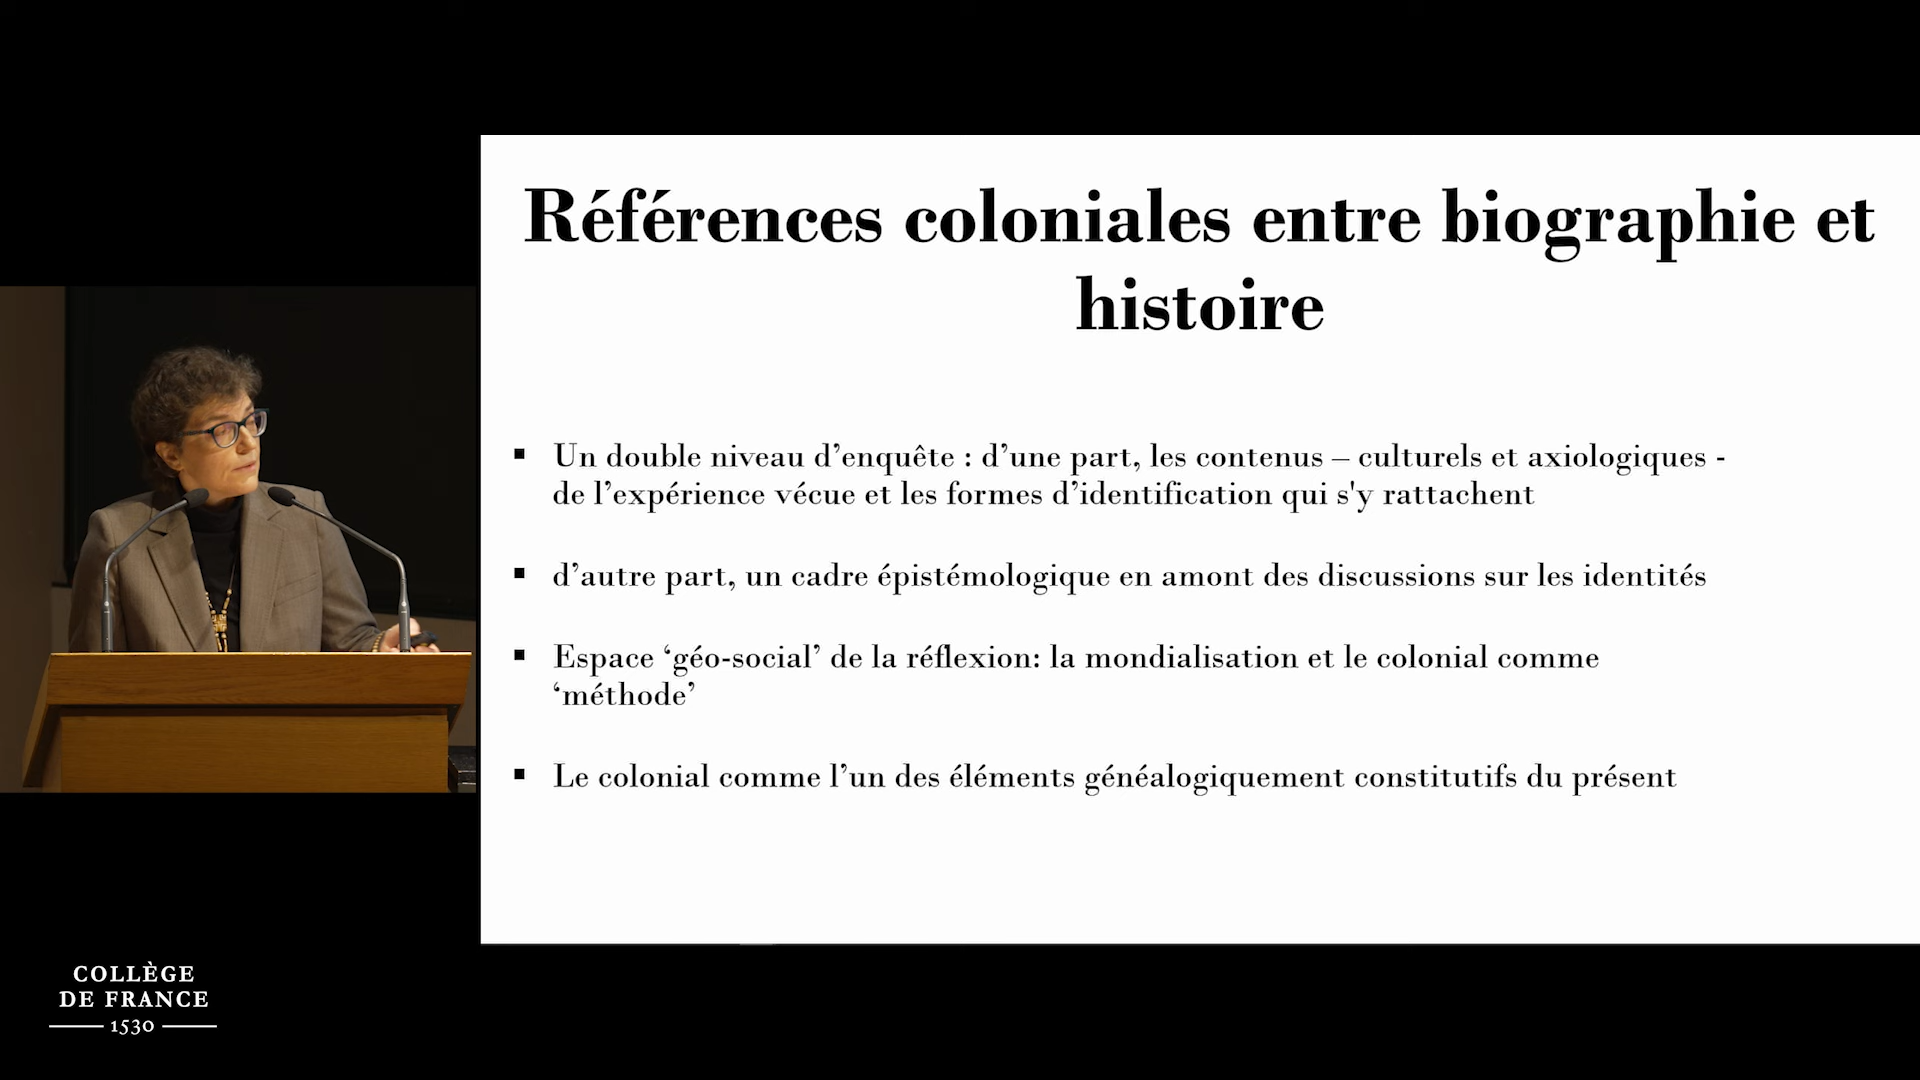 Références coloniales entre biographie et
histoire
▪ Un double niveau d’enquête : d’une part, les contenus – culturels et axiologiques -
de l’expérience vécue et les formes d’identification qui s'y rattachent
▪ d’autre part, un cadre épistémologique en amont des discussions sur les identités
▪ Espace ‘géo-social’ de la réflexion: la mondialisation et le colonial comme
‘méthode’
▪ Le colonial comme l’un des éléments généalogiquement constitutifs du présent
COLLÈGE
DE FRANCE
1530